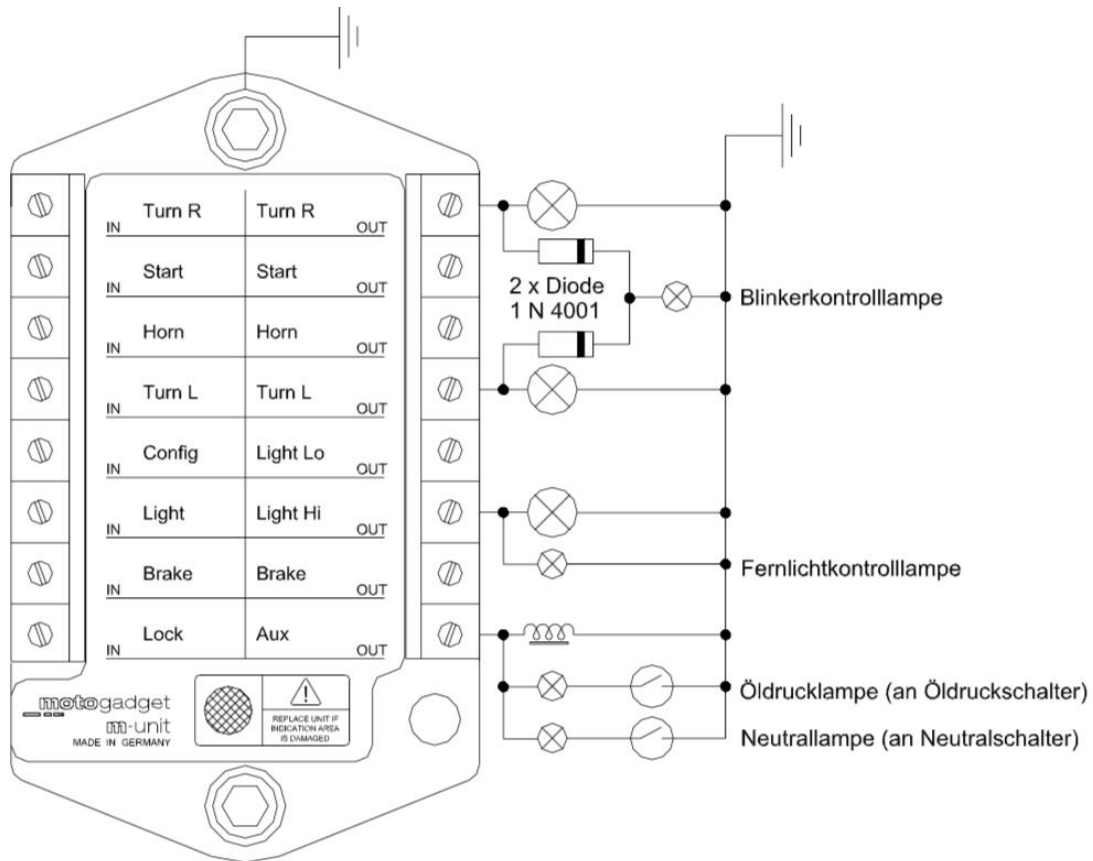 IN Turn R Turn R OUT
IN Start Start OUT
IN Horn Horn OUT
IN Turn L Turn L OUT
IN Config Light Lo OUT
IN Light Light Hi OUT
IN Brake Brake OUT
IN Lock Aux OUT
motogadget
m-unit
MADE IN GERMANY
REPLACE UNIT IF
INDICATION AREA
IS DAMAGED
2 x Diode
1 N 4001
Blinkerkontrolllampe
Fernlichtkontrolllampe
Öldrucklampe (an Öldruckschalter)
Neutrallampe (an Neutralschalter)